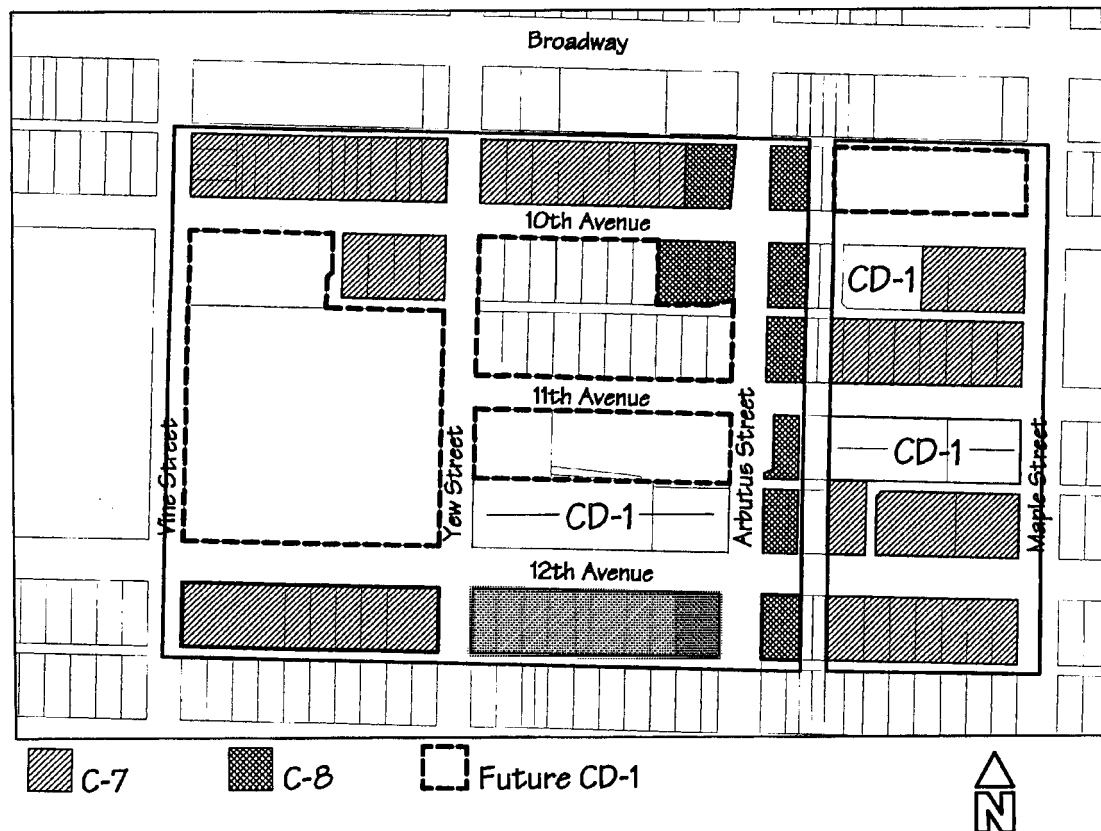 Broadway
10th Avenue
CD-1
11th Avenue
Vine Street
Yew Street
Arbutus Street
Maple Street
CD-1
CD-1
12th Avenue
C-7
C-8
Future CD-1
N